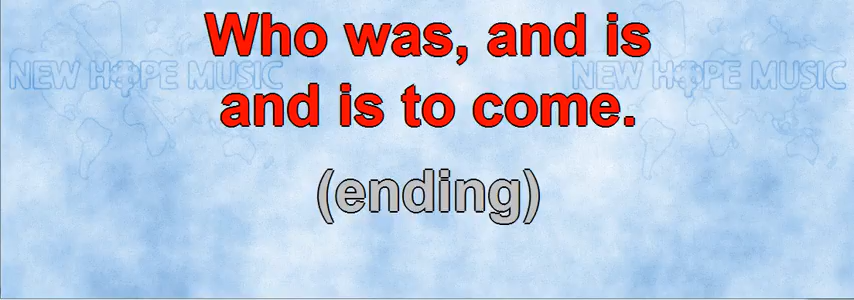 Who was, and is
NEW HOPE MUSIC NEW HOPE MUSIC
and is to come.
(ending)